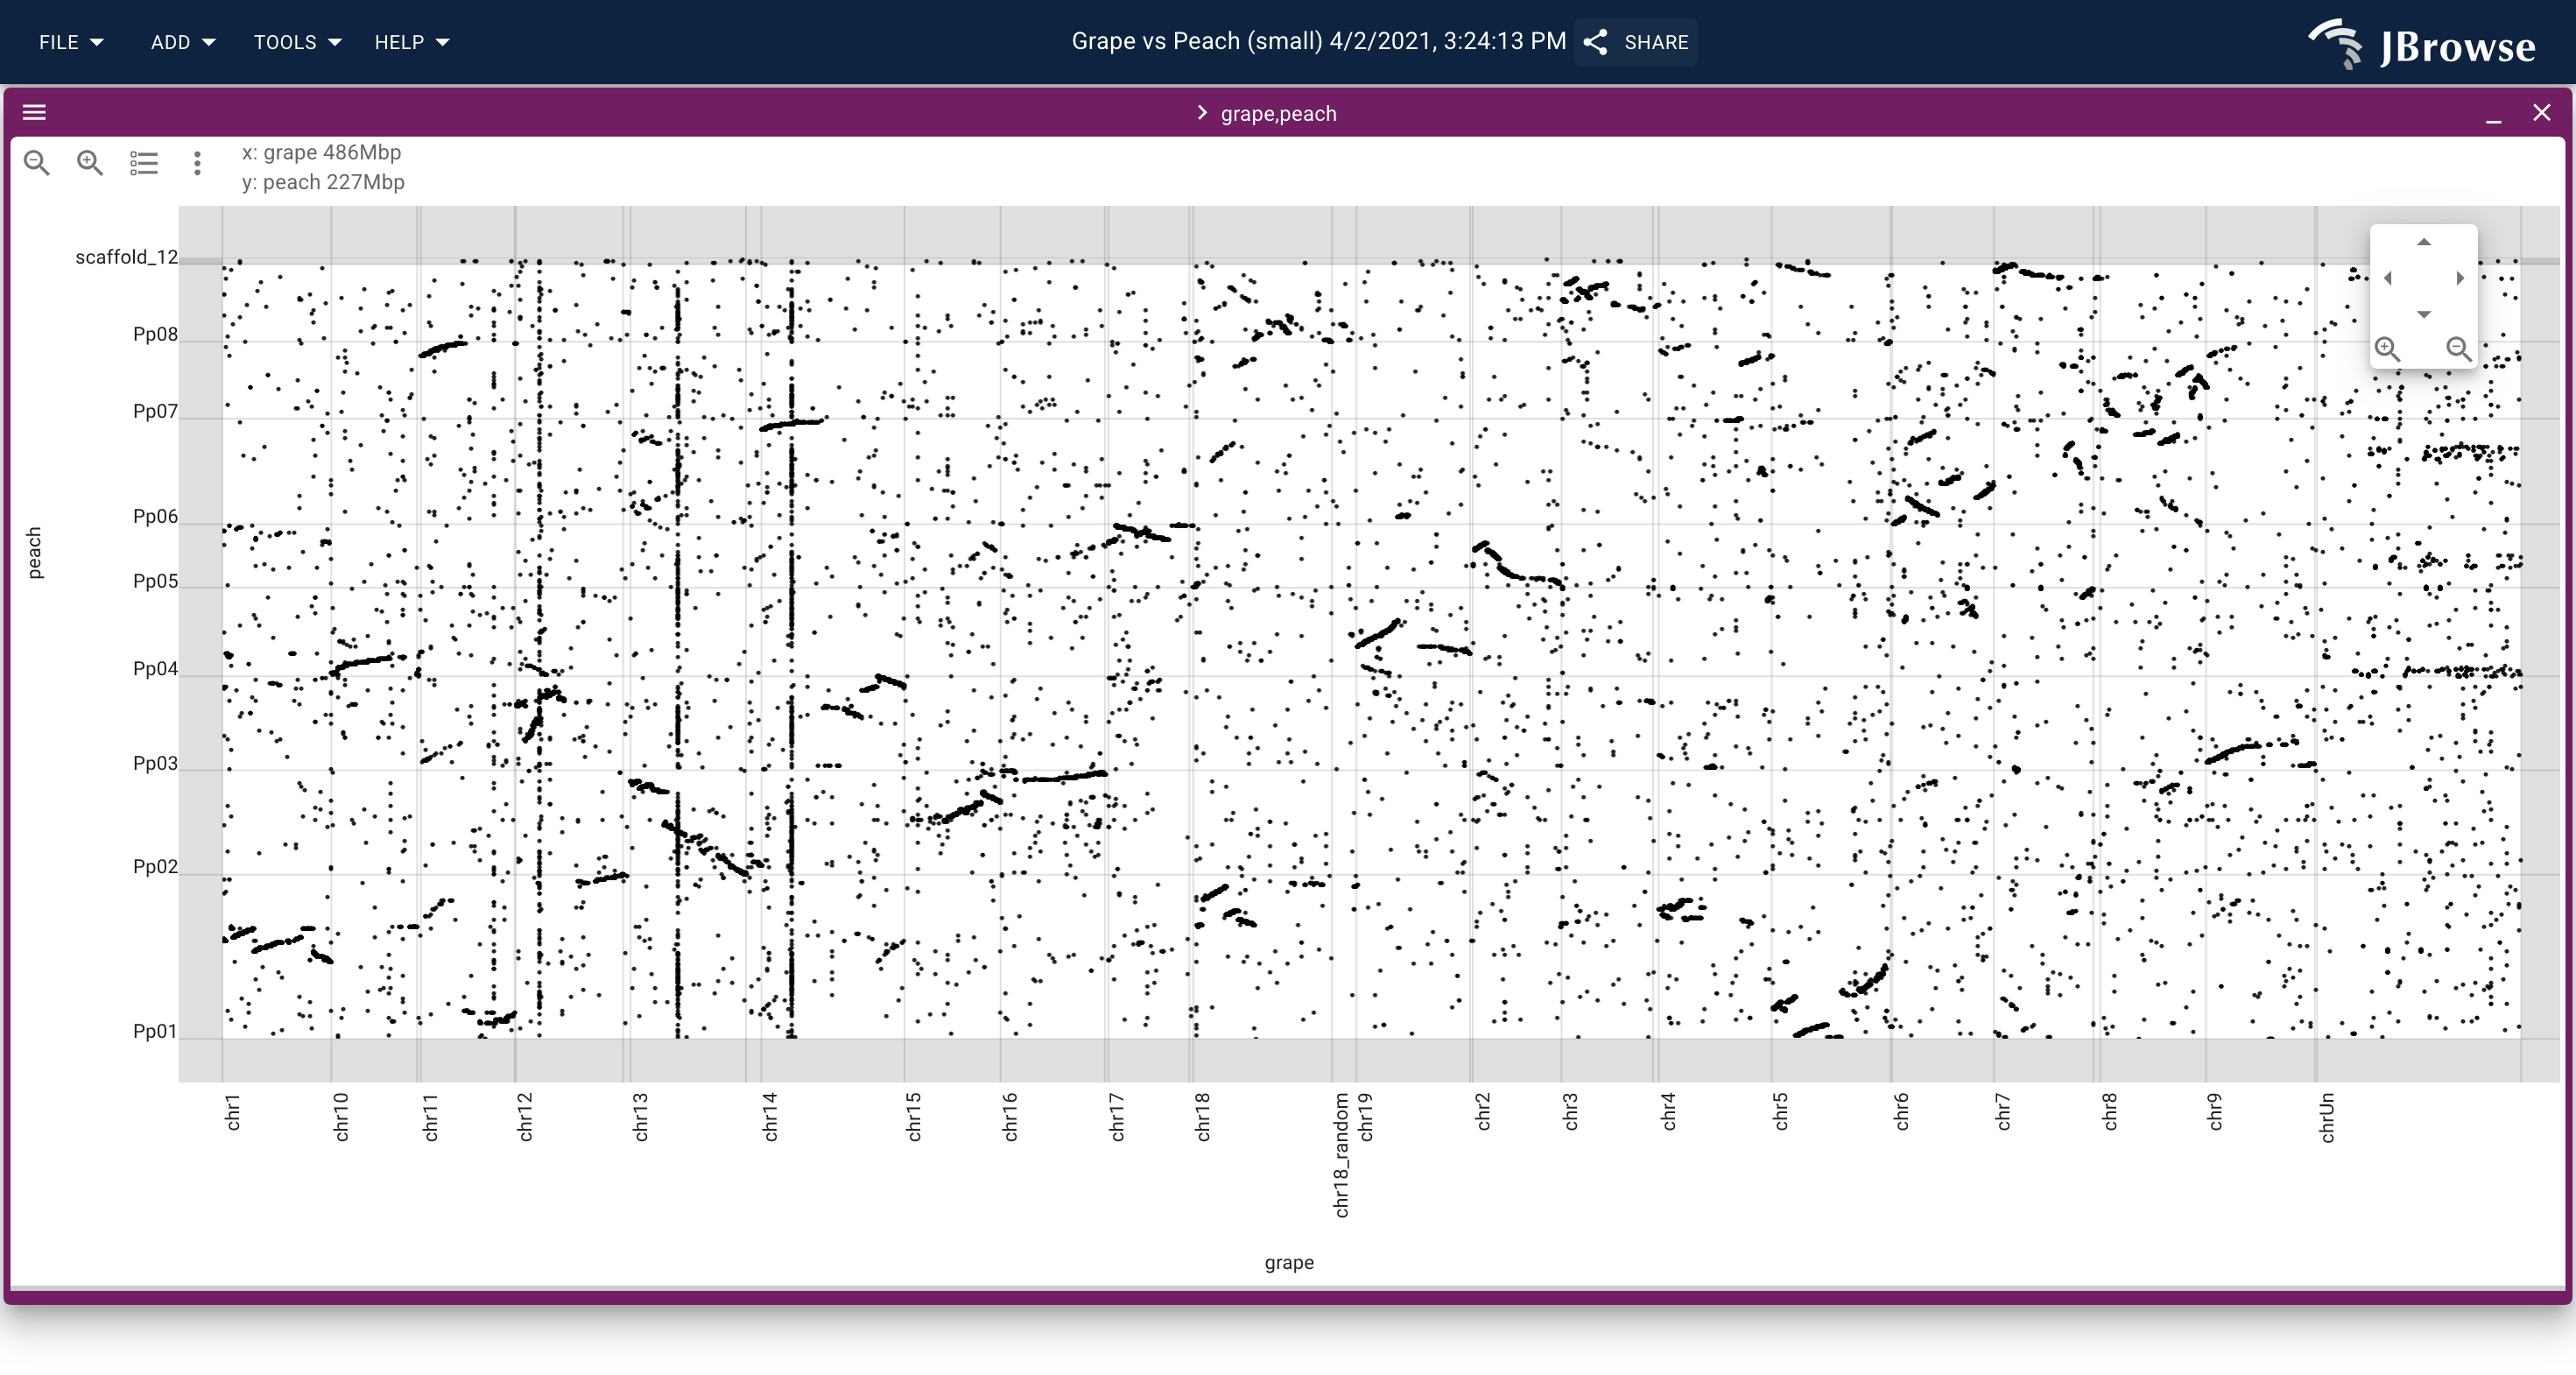 FILE ADD TOOLS HELP
Grape vs Peach (small) 4/2/2021, 3:24:13 PM SHARE
JBrowse
grape,peach
x: grape 486Mbp
y: peach 227Mbp
scaffold_12
Pp08
Pp07
Pp06
Pp05
Pp04
Pp03
Pp02
Pp01
peach
chr1
chr10
chr11
chr12
chr13
chr14
chr15
chr16
chr17
chr18
chr18_random
chr19
chr2
chr3
chr4
chr5
chr6
chr7
chr8
chr9
chrUn
grape